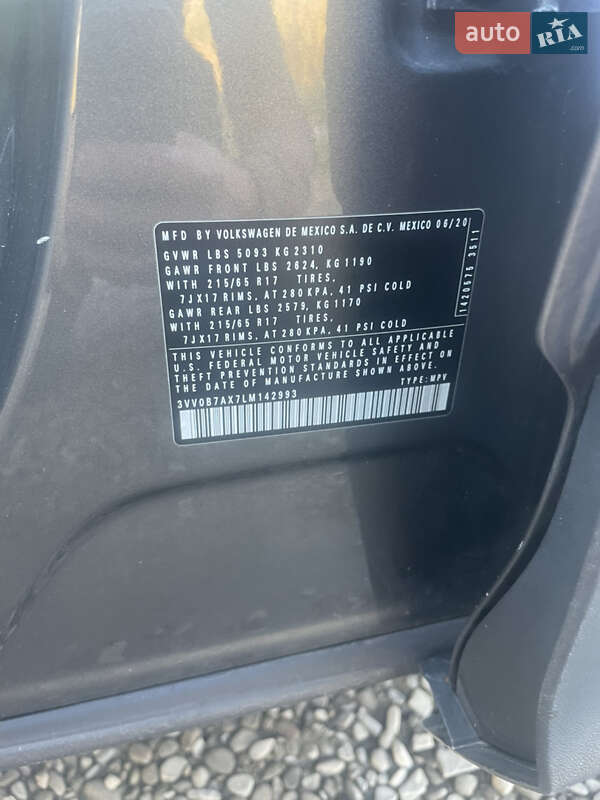 auto RIA
.com
MFD BY VOLKSWAGEN DE MEXICO S.A. DE C.V. MEXICO 06/20
GVWR LBS 5093 KG 2310
GAWR FRONT LBS 2624, KG 1190
WITH 215/65 R17 TIRES,
7JX17 RIMS, AT 280 KPA, 41 PSI COLD
GAWR REAR LBS 2579, KG 1170
WITH 215/65 R17 TIRES,
7JX17 RIMS, AT 280 KPA, 41 PSI COLD
THIS VEHICLE CONFORMS TO ALL APPLICABLE
U.S. FEDERAL MOTOR VEHICLE SAFETY AND
THEFT PREVENTION STANDARDS IN EFFECT ON
THE DATE OF MANUFACTURE SHOWN ABOVE.
3VV0B7AX7LM142993 TYPE: MPV
1420575 3511